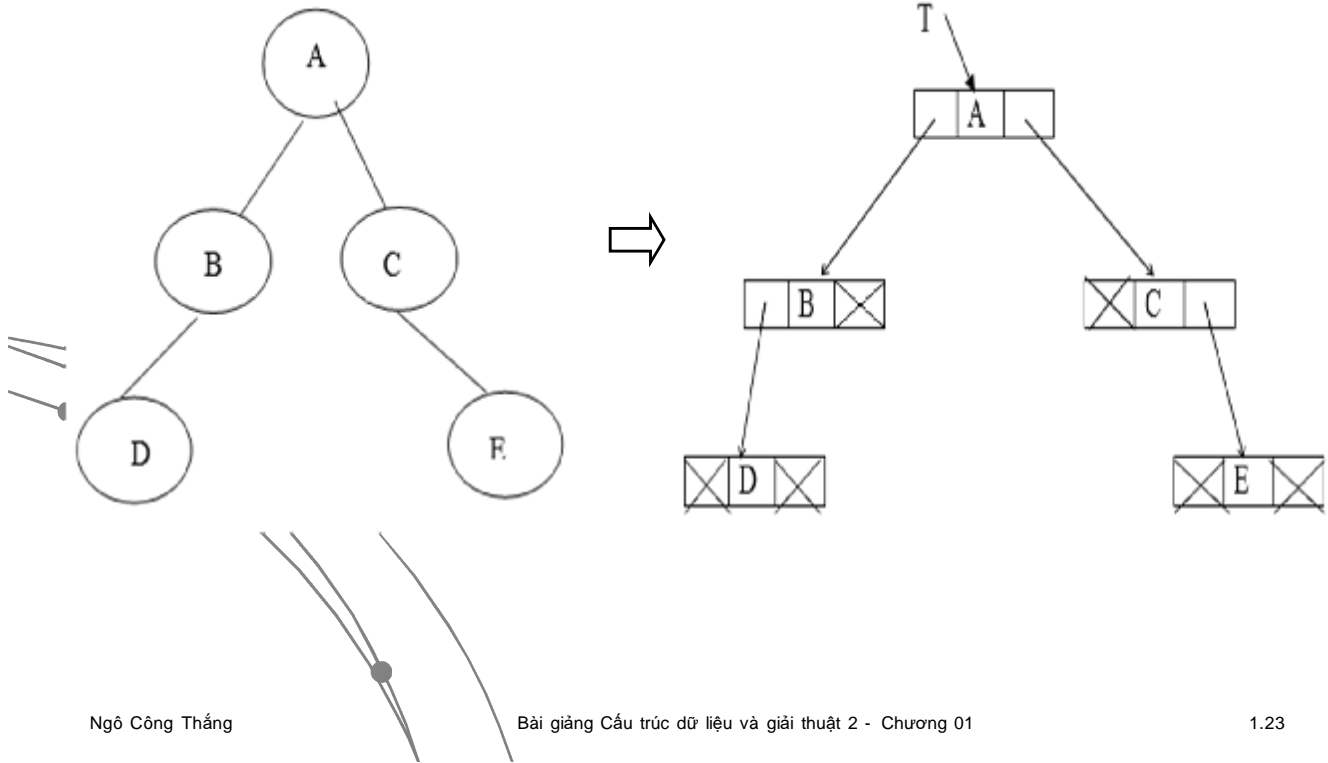 T
A
A
B
C
B
C
D
E
D
E
Ngô Công Thắng
Bài giảng Cấu trúc dữ liệu và giải thuật 2 - Chương 01
1.23